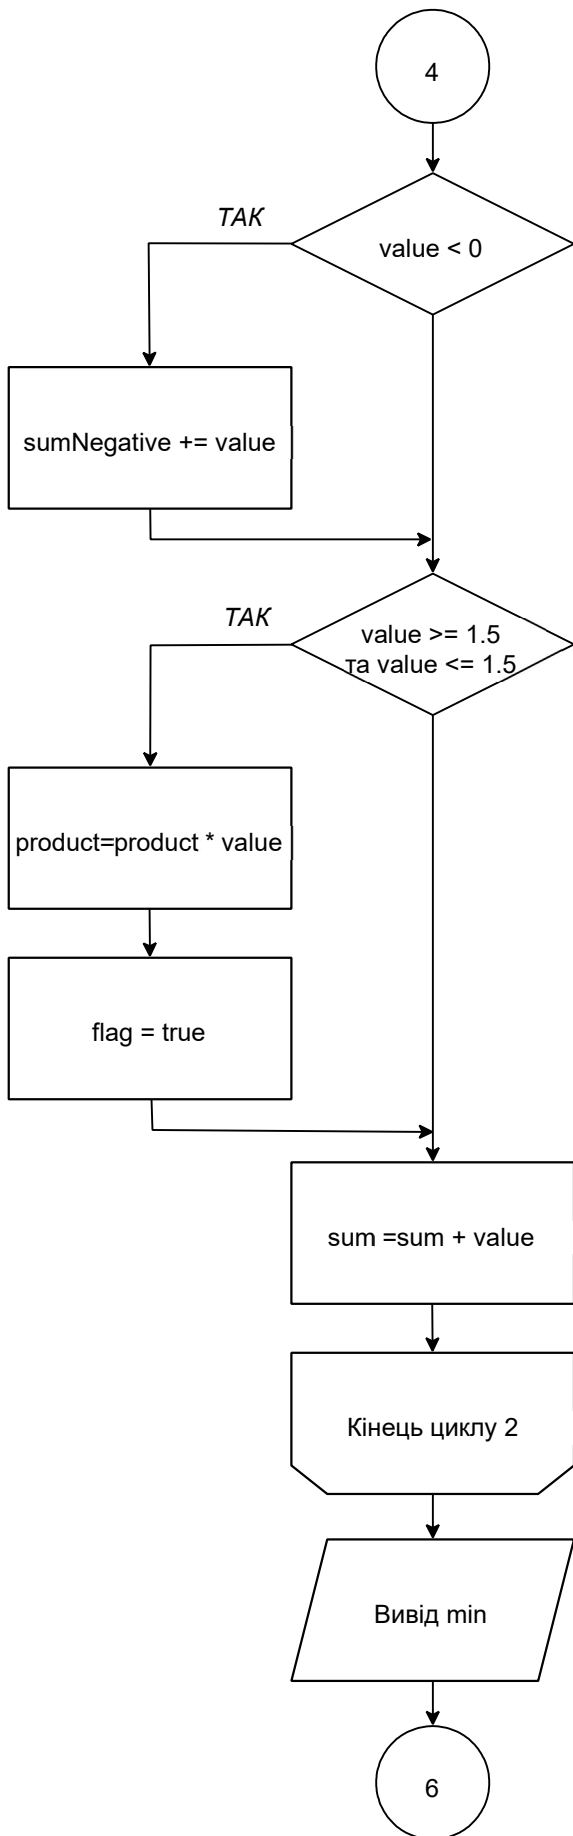 4
ТАК
value < 0
sumNegative += value
ТАК
value >= 1.5
та value <= 1.5
product=product * value
flag = true
sum =sum + value
Кінець циклу 2
Вивід min
6